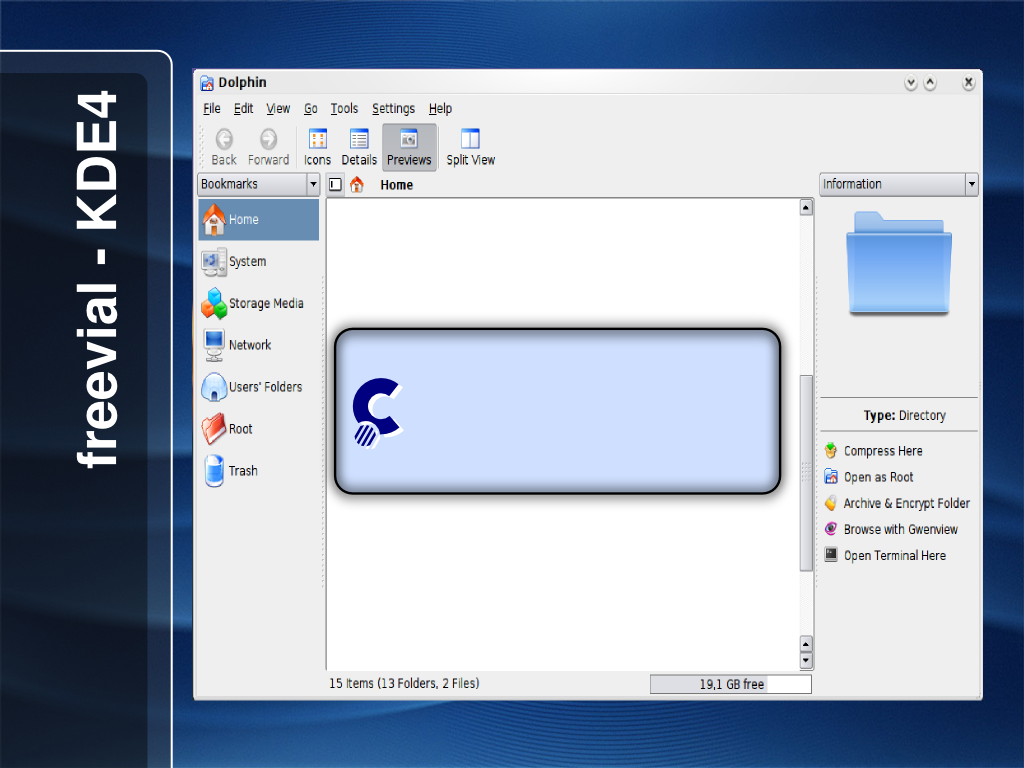 freevial - KDE4
Dolphin
File Edit View Go Tools Settings Help
Back Forward Icons Details Previews Split View
Bookmarks
Home
Information
Home
System
Storage Media
Network
Users' Folders
Root
Trash
Type: Directory
Compress Here
Open as Root
Archive & Encrypt Folder
Browse with Gwenview
Open Terminal Here
15 Items (13 Folders, 2 Files)
19,1 GB free